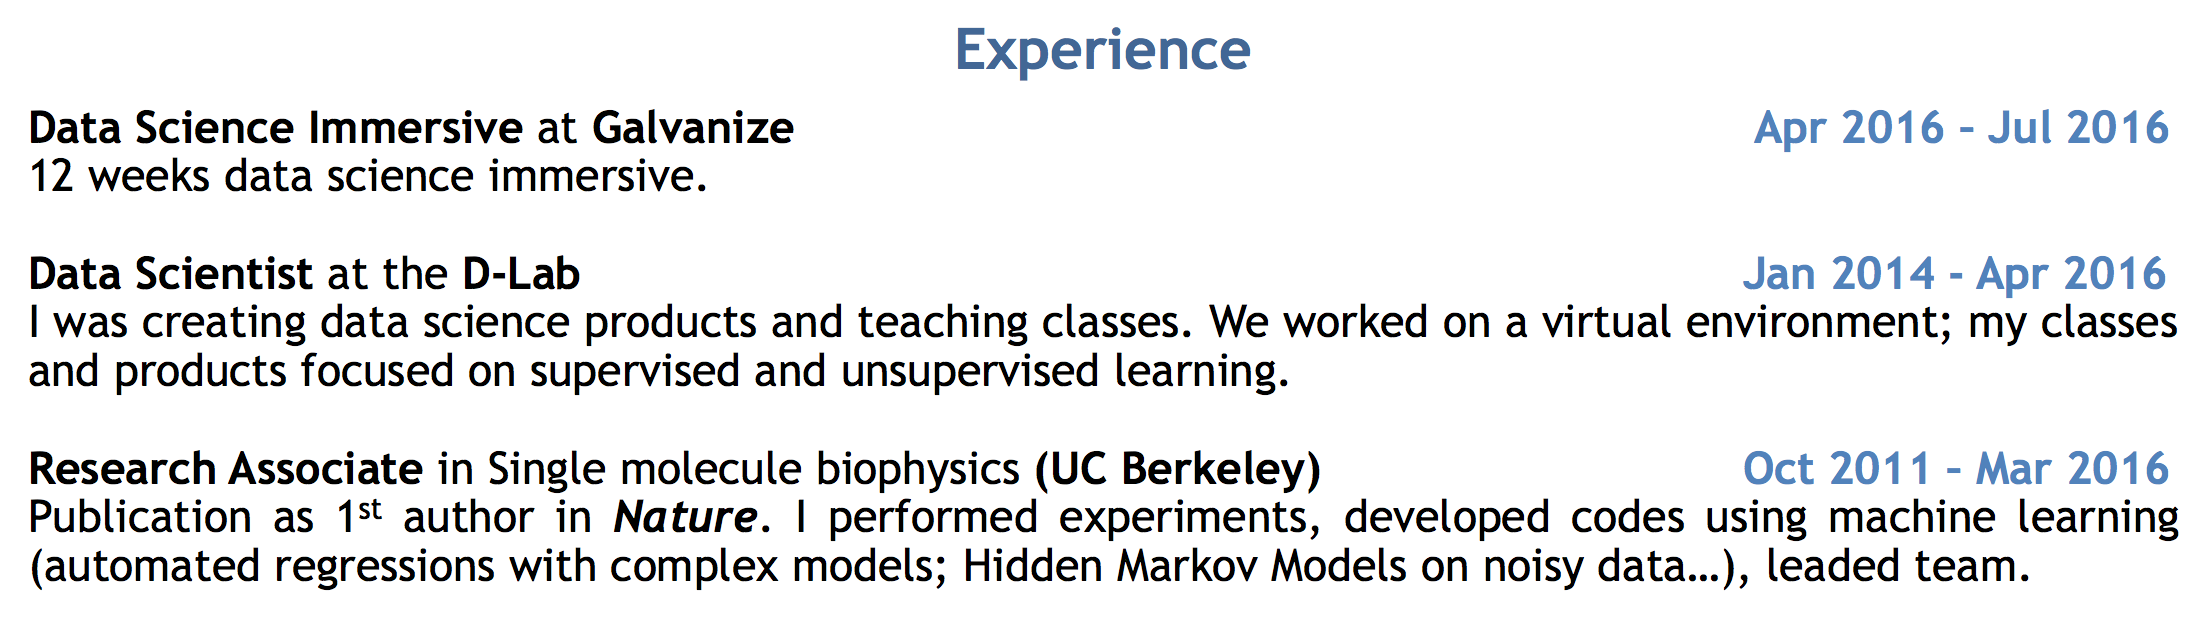 Experience
Data Science Immersive at Galvanize Apr 2016 – Jul 2016
12 weeks data science immersive.
Data Scientist at the D-Lab Jan 2014 - Apr 2016
I was creating data science products and teaching classes. We worked on a virtual environment; my classes
and products focused on supervised and unsupervised learning.
Research Associate in Single molecule biophysics (UC Berkeley) Oct 2011 – Mar 2016
Publication as 1st author in Nature. I performed experiments, developed codes using machine learning
(automated regressions with complex models; Hidden Markov Models on noisy data…), leaded team.